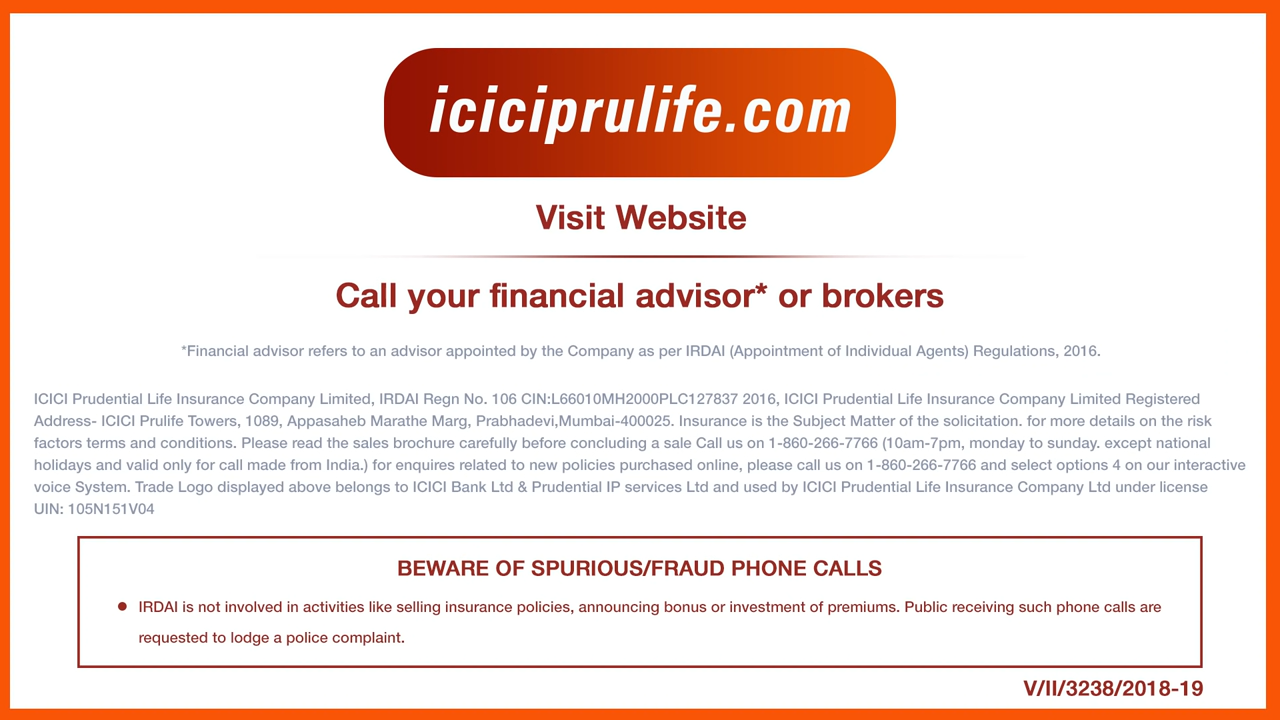 iciciprulife.com
Visit Website
Call your financial advisor* or brokers
*Financial advisor refers to an advisor appointed by the Company as per IRDAI (Appointment of Individual Agents) Regulations, 2016.
ICICI Prudential Life Insurance Company Limited, IRDAI Regn No. 106 CIN:L66010MH2000PLC127837 2016, ICICI Prudential Life Insurance Company Limited Registered
Address- ICICI Prulife Towers, 1089, Appasaheb Marathe Marg, Prabhadevi,Mumbai-400025. Insurance is the Subject Matter of the solicitation. for more details on the risk
factors terms and conditions. Please read the sales brochure carefully before concluding a sale Call us on 1-860-266-7766 (10am-7pm, monday to sunday. except national
holidays and valid only for call made from India.) for enquires related to new policies purchased online, please call us on 1-860-266-7766 and select options 4 on our interactive
voice System. Trade Logo displayed above belongs to ICICI Bank Ltd & Prudential IP services Ltd and used by ICICI Prudential Life Insurance Company Ltd under license
UIN: 105N151V04
BEWARE OF SPURIOUS/FRAUD PHONE CALLS
● IRDAI is not involved in activities like selling insurance policies, announcing bonus or investment of premiums. Public receiving such phone calls are
requested to lodge a police complaint.
V/II/3238/2018-19